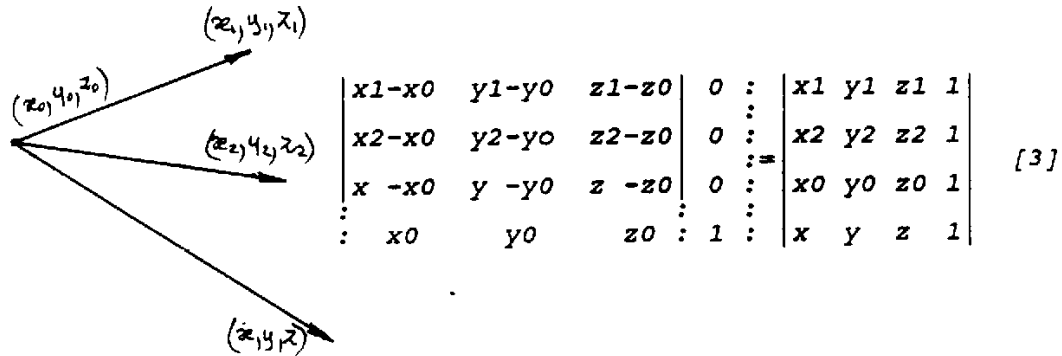 (x1, y1, z1)
(x0, y0, z0)
|x1-x0 y1-y0 z1-z0| 0 : |x1 y1 z1 1|
(x2, y2, z2)
|x2-x0 y2-yo z2-z0| 0 : |x2 y2 z2 1|
:= [3]
|x -x0 y -y0 z -z0| 0 : |x0 y0 z0 1|
: x0 y0 z0 : 1 : |x y z 1|
(x, y, z)